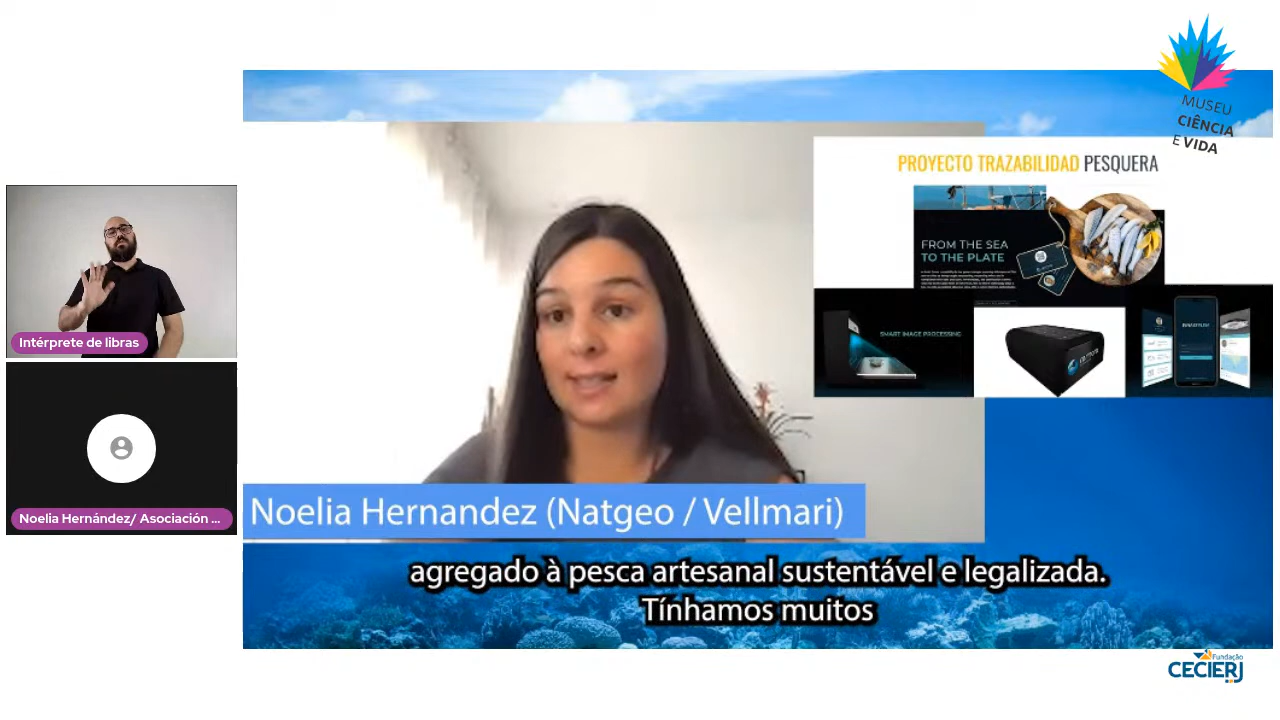 MUSEU
CIÊNCIA
E VIDA
PROYECTO TRAZABILIDAD PESQUERA
FROM THE SEA
TO THE PLATE
SMART IMAGE PROCESSING
Intérprete de libras
Noelia Hernández/ Asociación ...
Noelia Hernandez (Natgeo / Vellmari)
agregado à pesca artesanal sustentável e legalizada.
Tínhamos muitos
Fundação
CECIERJ